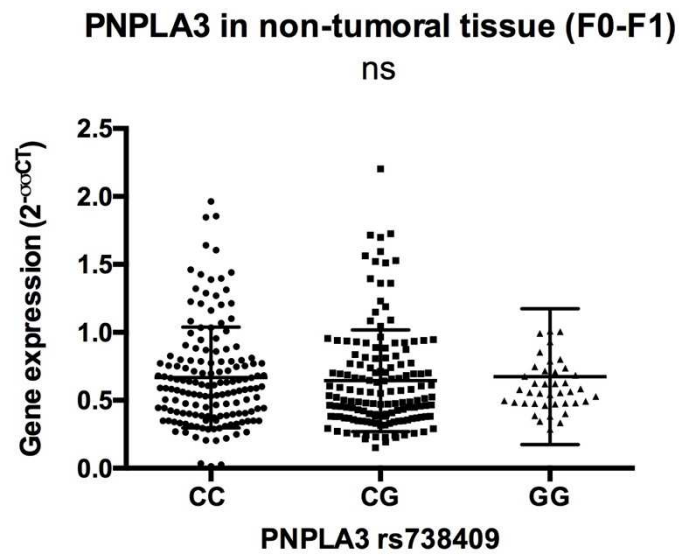 PNPLA3 in non-tumoral tissue (F0-F1)
ns
Gene expression (2^-σσCT)
2.5
2.0
1.5
1.0
0.5
0.0
CC CG GG
PNPLA3 rs738409